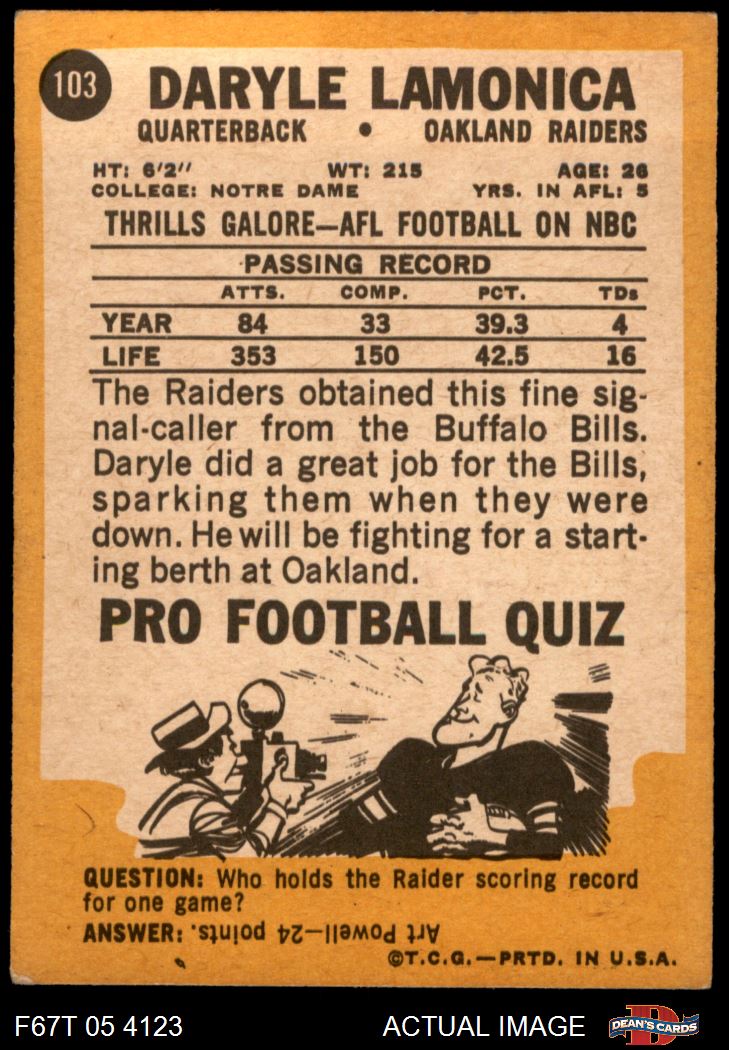 103
DARYLE LAMONICA
QUARTERBACK • OAKLAND RAIDERS
HT: 6'2'' WT: 215 AGE: 26
COLLEGE: NOTRE DAME YRS. IN AFL: 5
THRILLS GALORE—AFL FOOTBALL ON NBC
PASSING RECORD
ATTS. COMP. PCT. TDs
YEAR 84 33 39.3 4
LIFE 353 150 42.5 16
The Raiders obtained this fine sig-
nal-caller from the Buffalo Bills.
Daryle did a great job for the Bills,
sparking them when they were
down. He will be fighting for a start-
ing berth at Oakland.
PRO FOOTBALL QUIZ
QUESTION: Who holds the Raider scoring record
for one game?
ANSWER: Art Powell—24 points.
©T.C.G.—PRTD. IN U.S.A.
F67T 05 4123 ACTUAL IMAGE DEAN'S CARDS